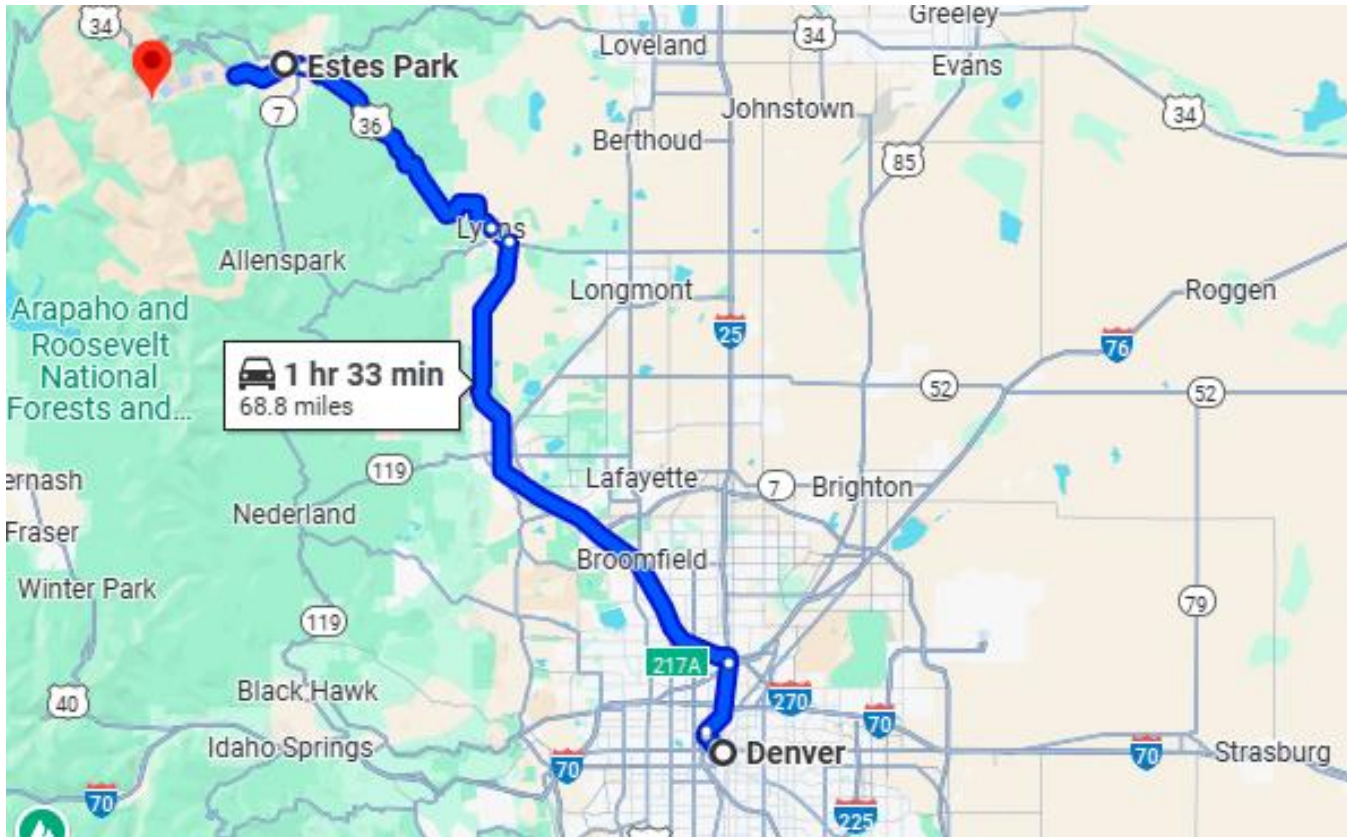 Greeley
34
34
Loveland
Evans
Estes Park
Johnstown
34
7
36
Berthoud
85
Lyons
Allenspark
Longmont
Roggen
Arapaho and
Roosevelt
National
Forests and...
25
76
1 hr 33 min
68.8 miles
52
52
119
Lafayette
7
Brighton
ernash
Nederland
Fraser
Broomfield
Winter Park
79
119
217A
Black Hawk
40
270
70
Idaho Springs
Denver
70
70
Strasburg
70
225